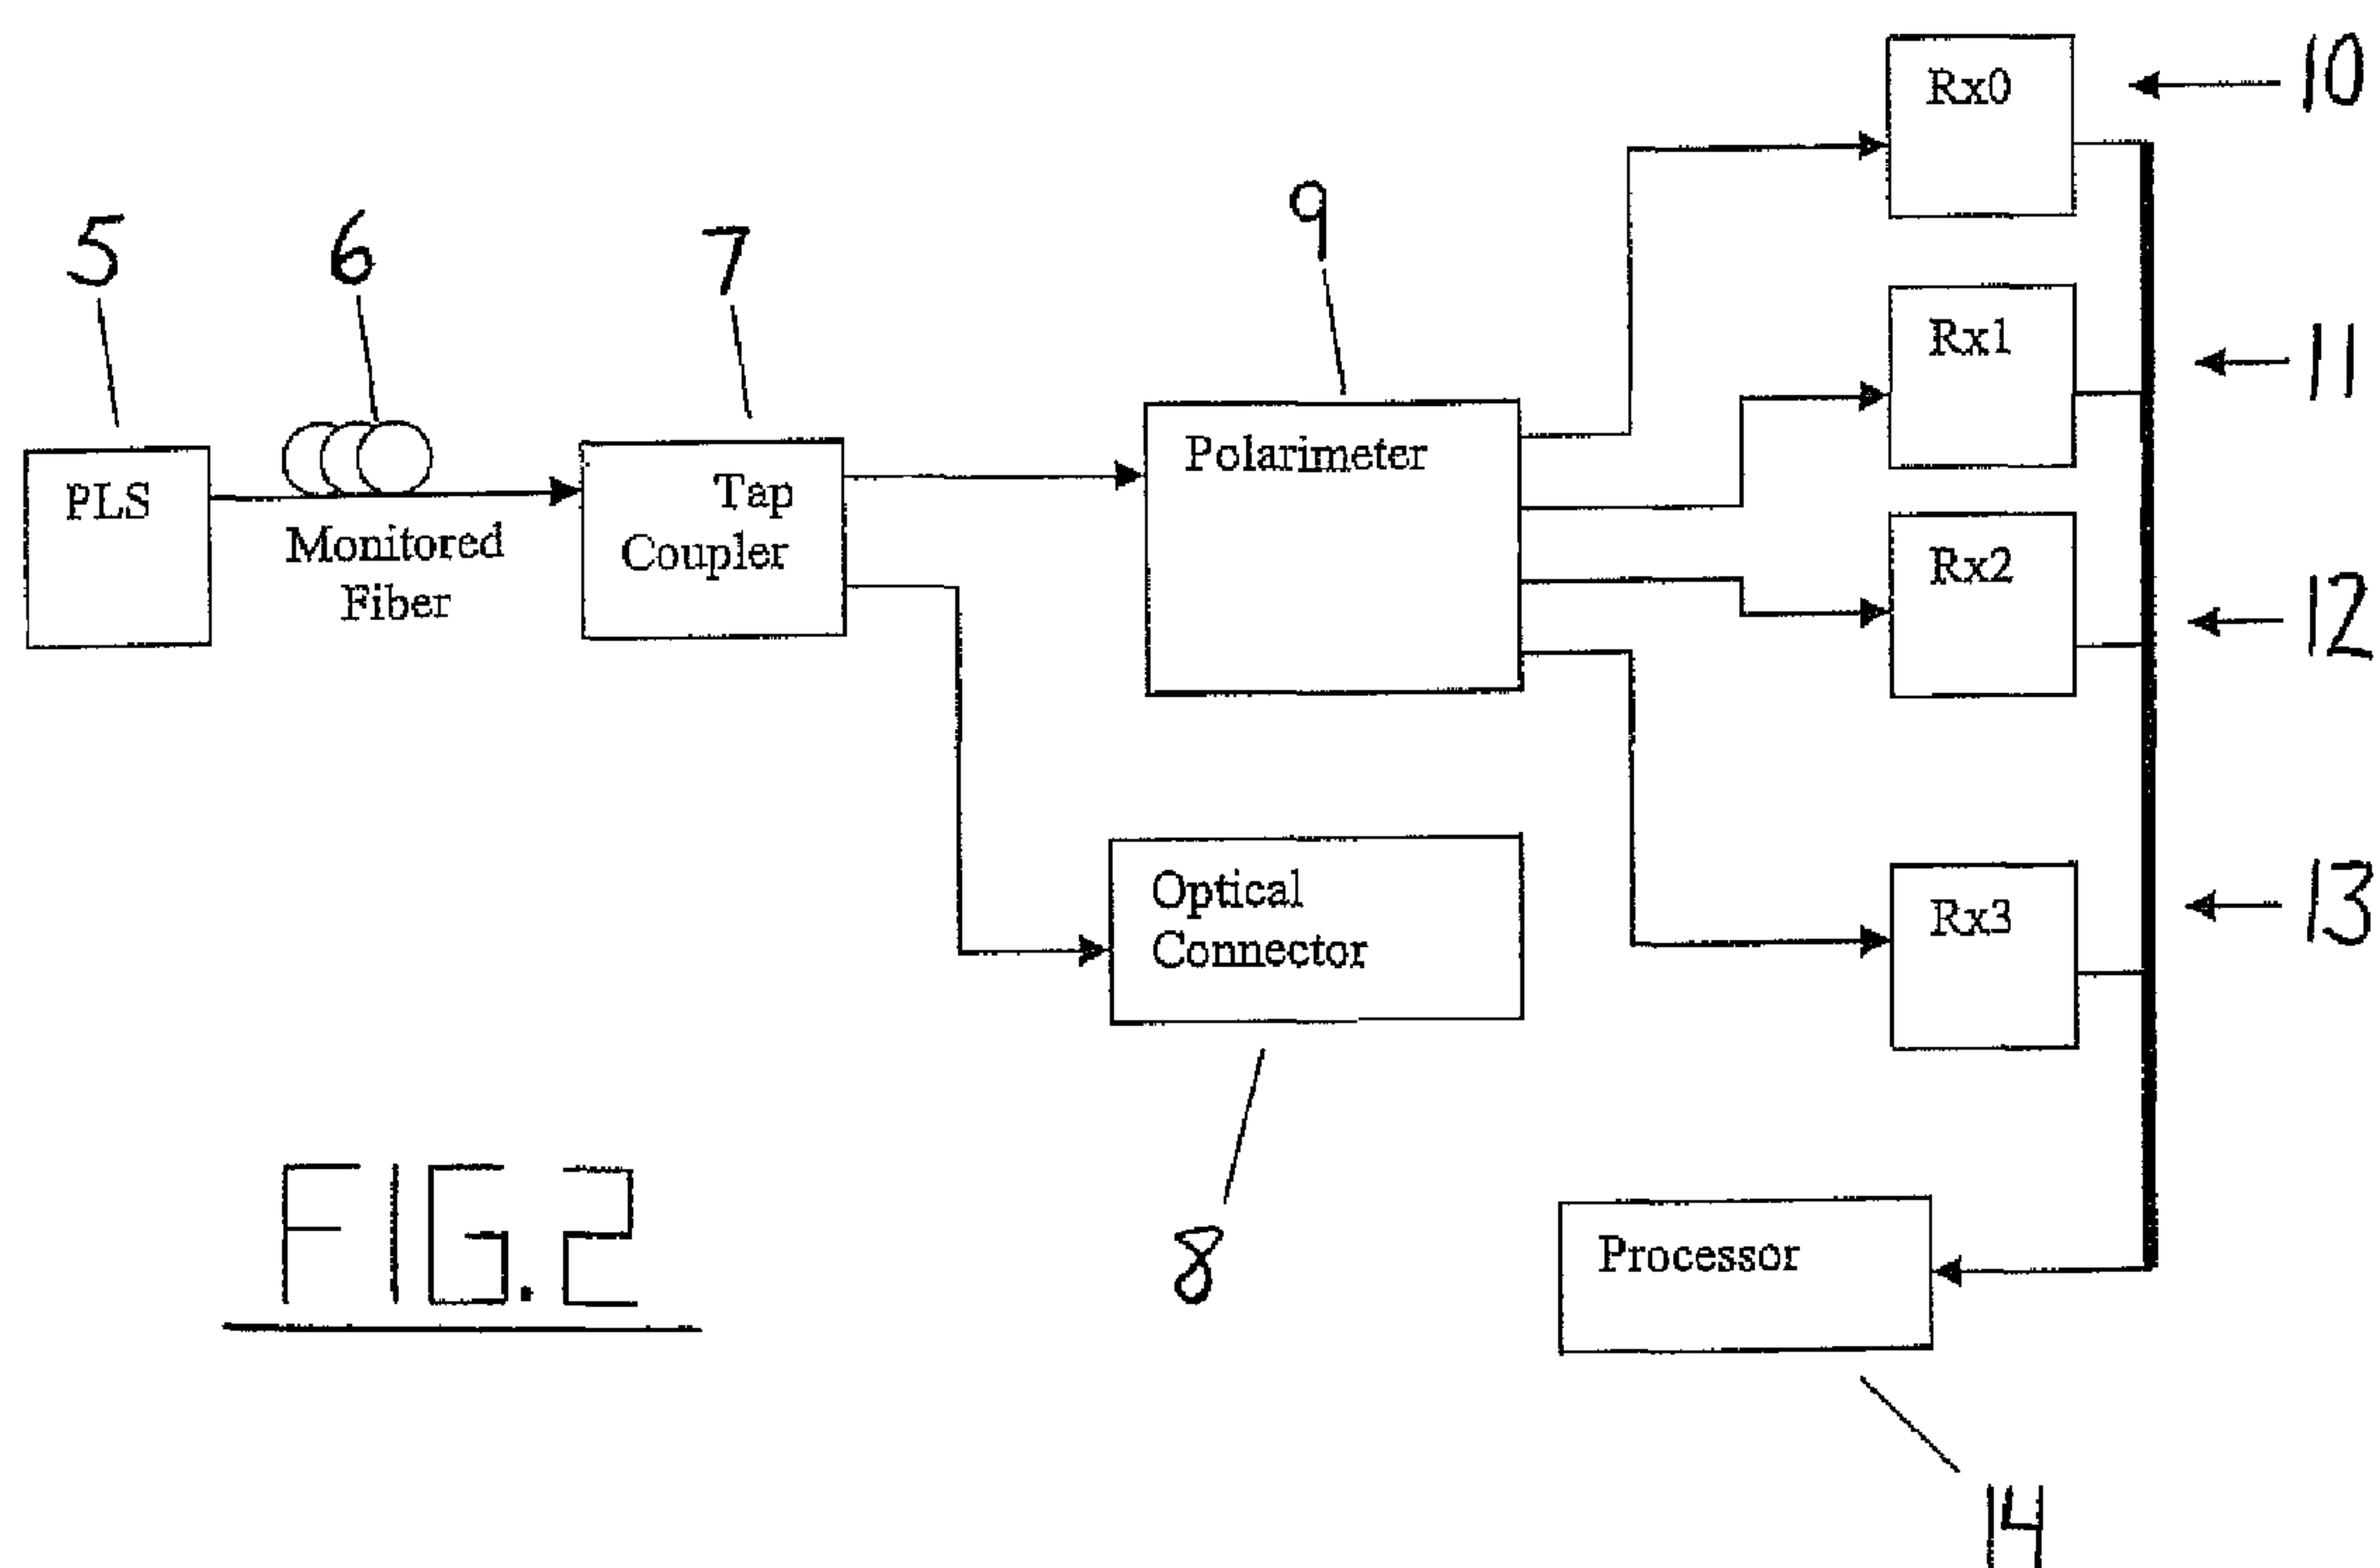 10
Rx0
5
6
7
9
Rx1
11
PLS
Monitored
Fiber
Tap
Coupler
Polarimeter
Rx2
12
Optical
Connector
Rx3
13
8
FIG.2
Processor
14